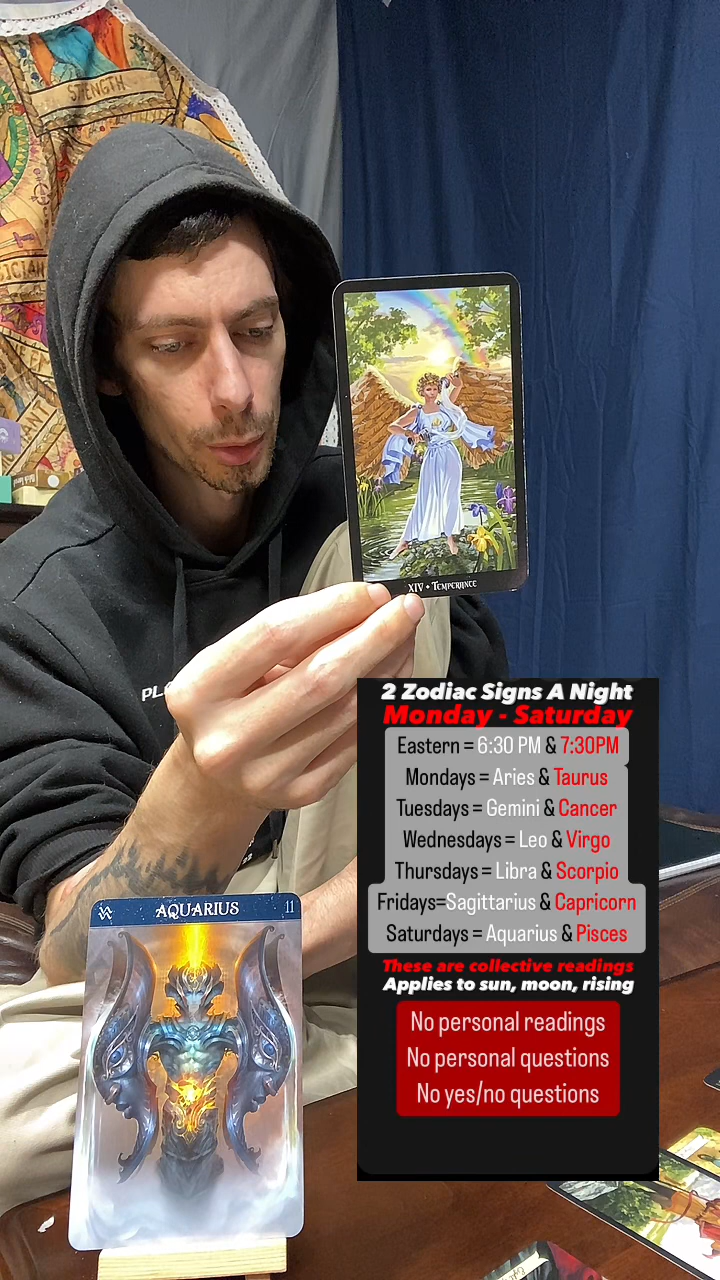 STRENGTH
XIV • TEMPERANCE
2 Zodiac Signs A Night
Monday - Saturday
Eastern = 6:30 PM & 7:30PM
Mondays = Aries & Taurus
Tuesdays = Gemini & Cancer
Wednesdays = Leo & Virgo
Thursdays = Libra & Scorpio
Fridays=Sagittarius & Capricorn
Saturdays = Aquarius & Pisces
These are collective readings
Applies to sun, moon, rising
No personal readings
No personal questions
No yes/no questions
AQUARIUS 11